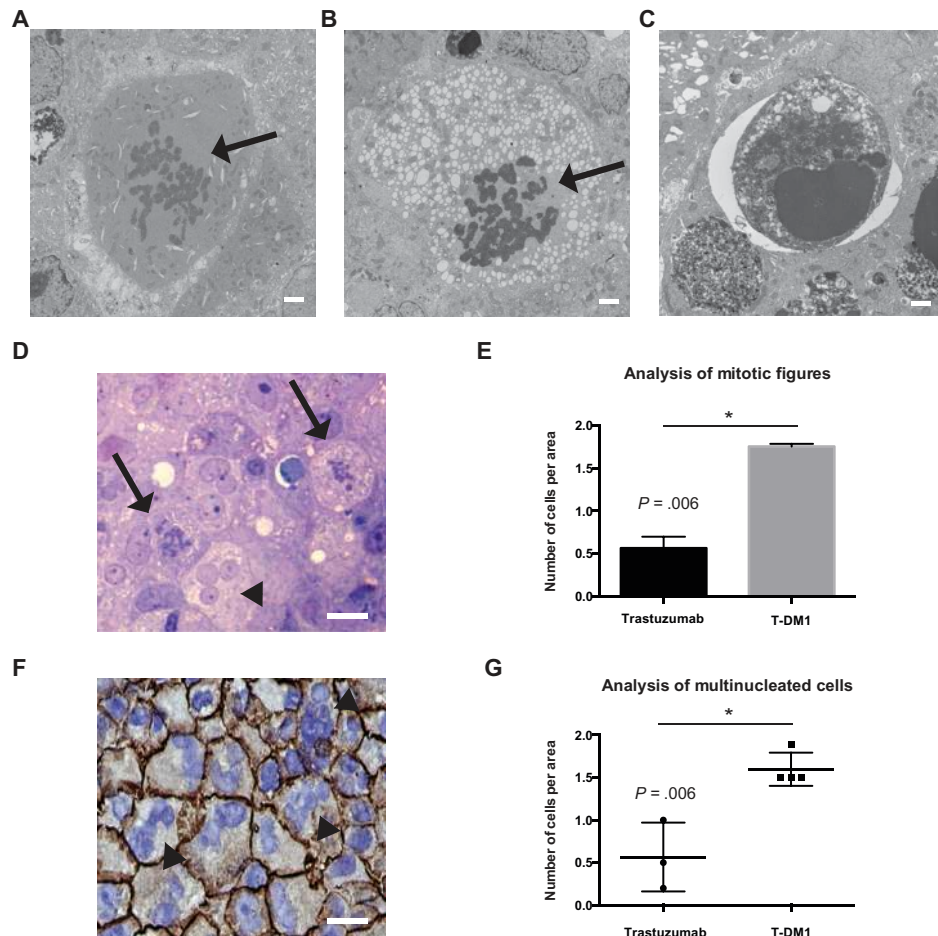 A
B
C
D
E
Analysis of mitotic figures
*
2.0
1.5
1.0
0.5
0.0
Number of cells per area
P = .006
Trastuzumab
T-DM1
F
G
Analysis of multinucleated cells
*
2.0
1.5
1.0
0.5
0.0
Number of cells per area
P = .006
Trastuzumab
T-DM1